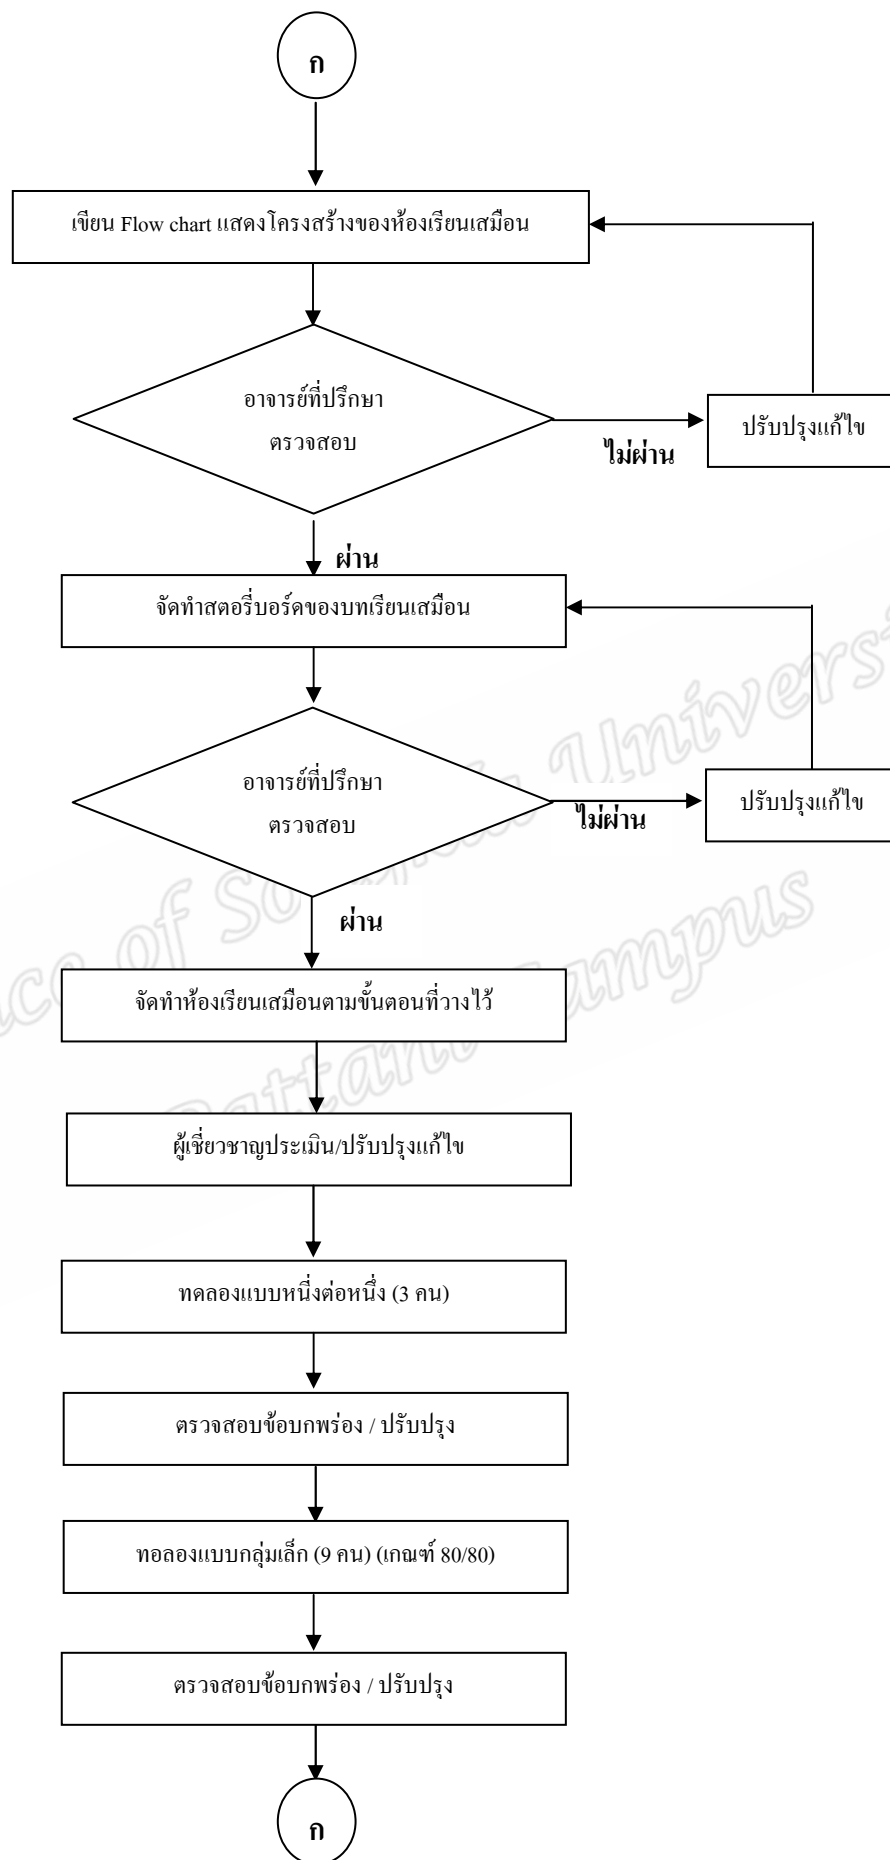 ก
เขียน Flow chart แสดงโครงสร้างของห้องเรียนเสมือน
อาจารย์ที่ปรึกษา
ตรวจสอบ
ไม่ผ่าน
ปรับปรุงแก้ไข
ผ่าน
จัดทำสตอรี่บอร์ดของบทเรียนเสมือน
อาจารย์ที่ปรึกษา
ตรวจสอบ
ไม่ผ่าน
ปรับปรุงแก้ไข
ผ่าน
จัดทำห้องเรียนเสมือนตามขั้นตอนที่วางไว้
ผู้เชี่ยวชาญประเมิน/ปรับปรุงแก้ไข
ทดลองแบบหนึ่งต่อหนึ่ง (3 คน)
ตรวจสอบข้อบกพร่อง / ปรับปรุง
ทอลองแบบกลุ่มเล็ก (9 คน) (เกณฑ์ 80/80)
ตรวจสอบข้อบกพร่อง / ปรับปรุง
ก
of
Campus